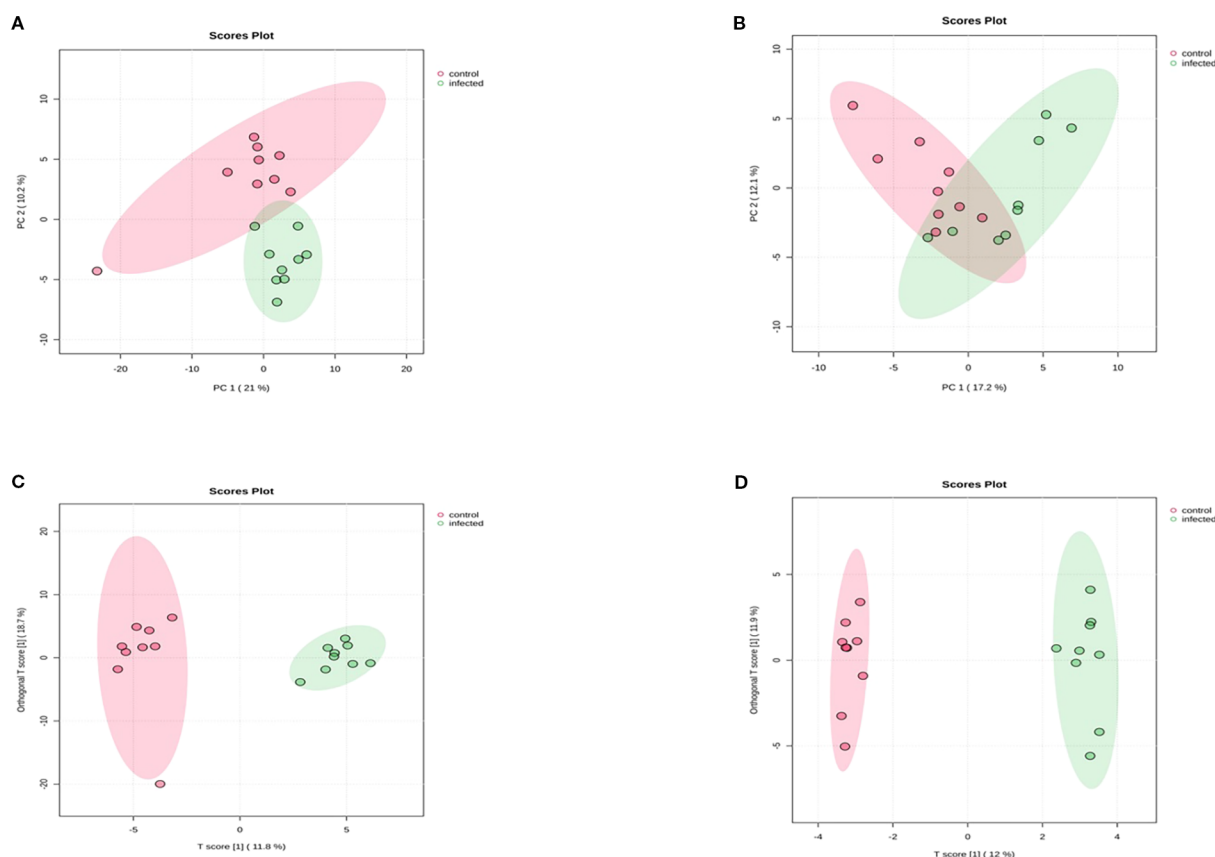 A
Scores Plot
control
infected
10
5
0
-5
-10
PC 2 ( 10.2 %)
-20
-10
0
10
20
PC 1 ( 21 %)
B
Scores Plot
control
infected
10
5
0
-5
-10
PC 2 ( 12.1 %)
-10
-5
0
5
10
PC 1 ( 17.2 %)
C
Scores Plot
control
infected
20
10
0
-10
-20
Orthogonal T score [1] ( 18.7 %)
-5
0
5
T score [1] ( 11.8 %)
D
Scores Plot
control
infected
5
0
-5
Orthogonal T score [1] ( 11.9 %)
-4
-2
0
2
4
T score [1] ( 12 %)